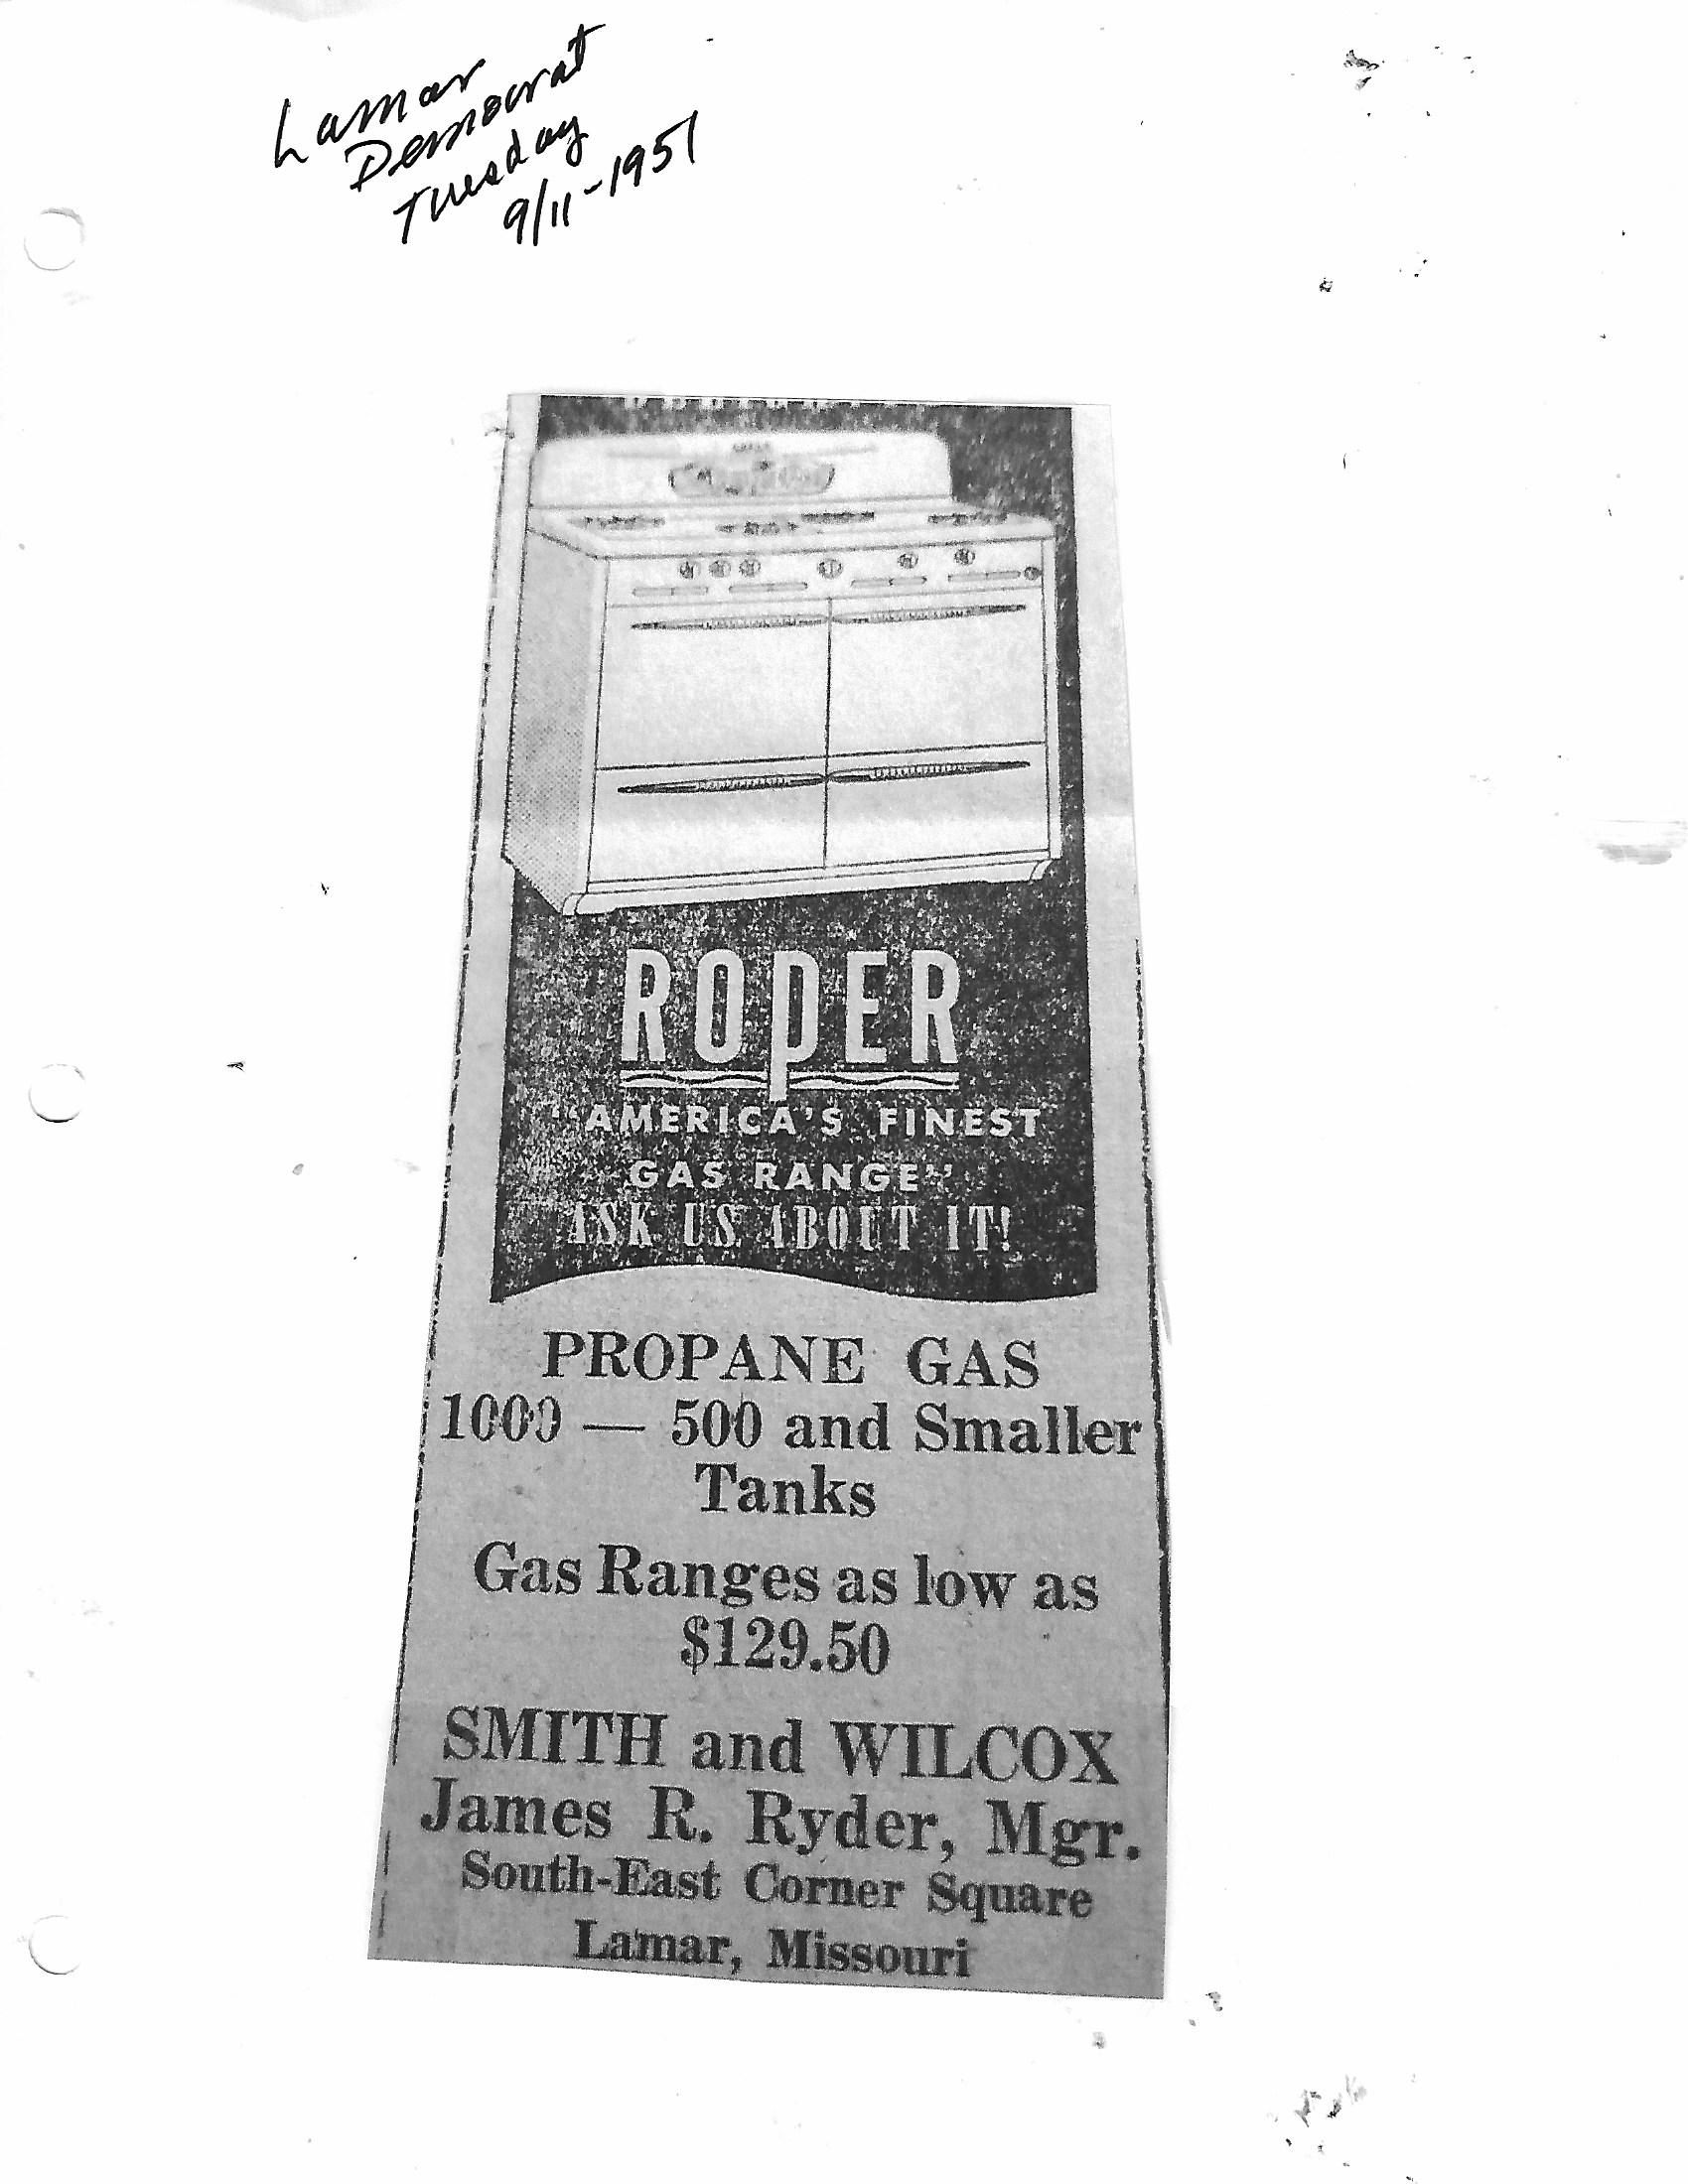 Lamar
Democrat
Tuesday
9/11-1951
ROPER
"AMERICA'S FINEST
GAS RANGE"
ASK US ABOUT IT!
PROPANE GAS
1000 — 500 and Smaller
Tanks
Gas Ranges as low as
$129.50
SMITH and WILCOX
James R. Ryder, Mgr.
South-East Corner Square
Lamar, Missouri